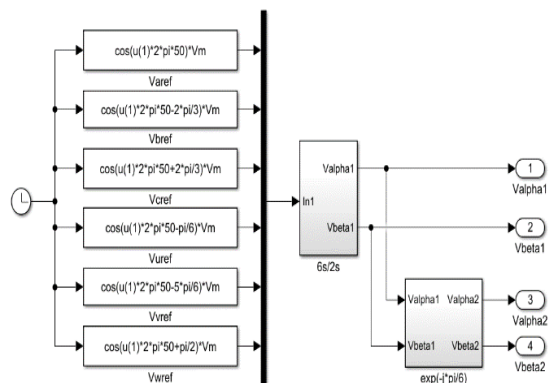 cos(u(1)*2*pi*50)*Vm
Varef
cos(u(1)*2*pi*50-2*pi/3)*Vm
Vbref
cos(u(1)*2*pi*50+2*pi/3)*Vm
Vcref
cos(u(1)*2*pi*50-pi/6)*Vm
Vuref
cos(u(1)*2*pi*50-5*pi/6)*Vm
Vvref
cos(u(1)*2*pi*50+pi/2)*Vm
Vwref
In1
Valpha1
Vbeta1
6s/2s
Valpha1
Valpha2
Vbeta1
Vbeta2
exp(-j*pi/6)
1
Valpha1
2
Vbeta1
3
Valpha2
4
Vbeta2